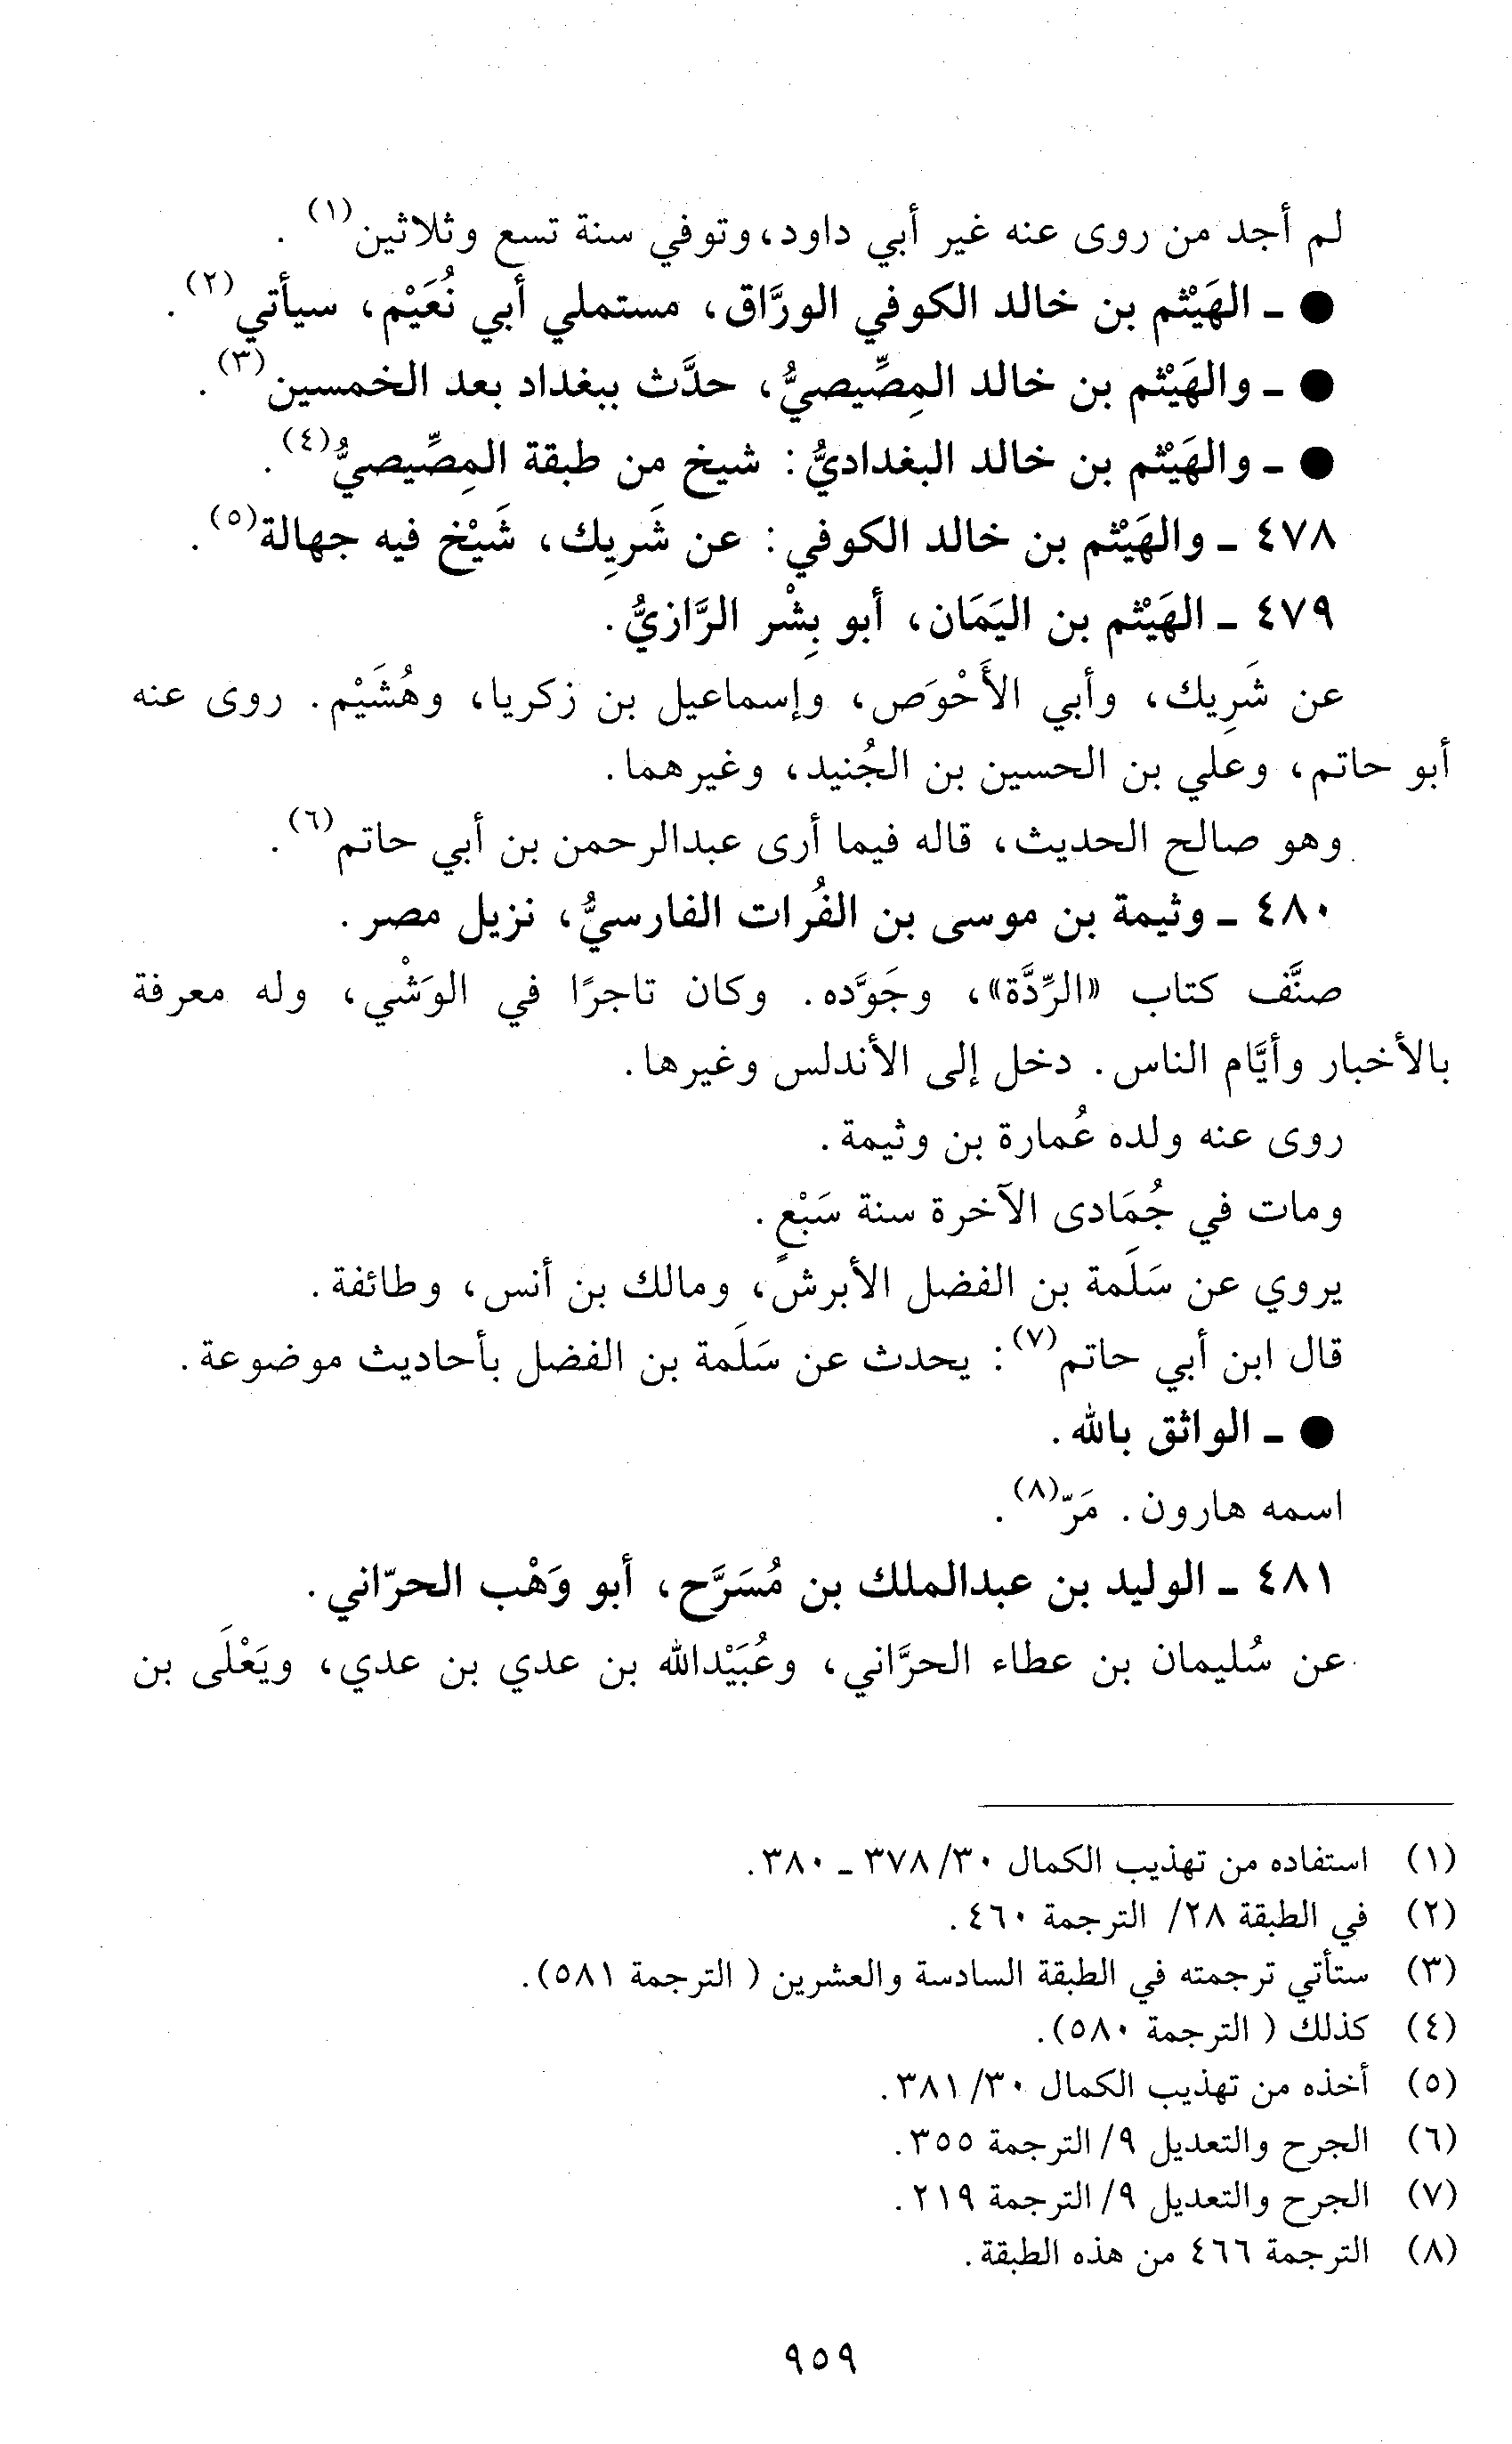 لم أجد من روى عنه غير أبي داود، وتوفي سنة تسع وثلاثين(١).
● ـ الهَيْثم بن خالد الكوفي الورَّاق، مستملي أبي نُعَيْم، سيأتي(٢).
● ـ والهَيْثم بن خالد المِصِّيصيُّ، حدَّث ببغداد بعد الخمسين(٣).
● ـ والهَيْثم بن خالد البغداديُّ: شيخ من طبقة المِصِّيصيُّ(٤).
٤٧٨ ـ والهَيْثم بن خالد الكوفي: عن شَرِيك، شَيْخ فيه جهالة(٥).
٤٧٩ ـ الهَيْثم بن اليَمَان، أبو بِشْر الرَّازيُّ.
عن شَرِيك، وأبي الأَحْوَص، وإسماعيل بن زكريا، وهُشَيْم. روى عنه
أبو حاتم، وعلي بن الحسين بن الجُنيد، وغيرهما.
وهو صالح الحديث، قاله فيما أرى عبدالرحمن بن أبي حاتم(٦).
٤٨٠ ـ وثيمة بن موسى بن الفُرات الفارسيُّ، نزيل مصر.
صنَّف كتاب «الرِّدَّة»، وجَوَّده. وكان تاجرًا في الوَشْي، وله معرفة
بالأخبار وأيَّام الناس. دخل إلى الأندلس وغيرها.
روى عنه ولده عُمارة بن وثيمة.
ومات في جُمَادى الآخرة سنة سَبْعٍ.
يروي عن سَلَمة بن الفضل الأبرش، ومالك بن أنس، وطائفة.
قال ابن أبي حاتم(٧): يحدث عن سَلَمة بن الفضل بأحاديث موضوعة.
● ـ الواثق بالله.
اسمه هارون. مَرّ(٨).
٤٨١ ـ الوليد بن عبدالملك بن مُسَرَّح، أبو وَهْب الحرّاني.
عن سُليمان بن عطاء الحرَّاني، وعُبَيْدالله بن عدي بن عدي، ويَعْلَى بن
(١) استفاده من تهذيب الكمال ٣٠/ ٣٧٨ ـ ٣٨٠.
(٢) في الطبقة ٢٨/ الترجمة ٤٦٠.
(٣) ستأتي ترجمته في الطبقة السادسة والعشرين ( الترجمة ٥٨١).
(٤) كذلك ( الترجمة ٥٨٠).
(٥) أخذه من تهذيب الكمال ٣٠/ ٣٨١.
(٦) الجرح والتعديل ٩/ الترجمة ٣٥٥.
(٧) الجرح والتعديل ٩/ الترجمة ٢١٩.
(٨) الترجمة ٤٦٦ من هذه الطبقة.
٩٥٩